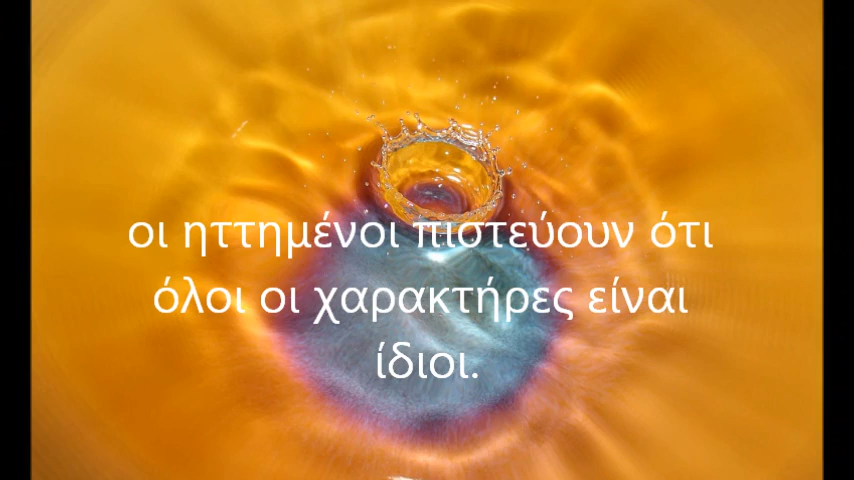 οι ηττημένοι πιστεύουν ότι
όλοι οι χαρακτήρες είναι
ίδιοι.